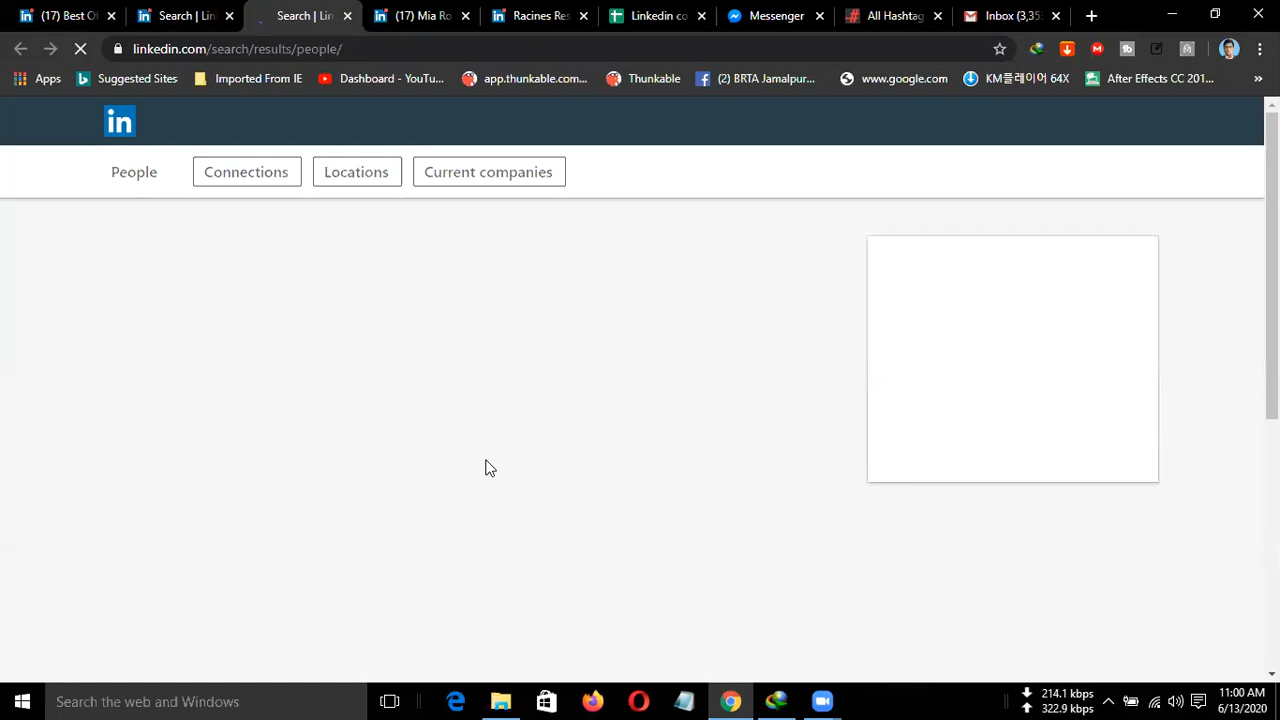 (17) Best O
Search | Lin
Search | Lin
(17) Mia Ro
Racines Res
Linkedin co
Messenger
All Hashtag
Inbox (3,35
linkedin.com/search/results/people/
Apps
Suggested Sites
Imported From IE
Dashboard - YouTu...
app.thunkable.com...
Thunkable
(2) BRTA Jamalpur...
www.google.com
KM플레이어 64X
After Effects CC 201...
»
in
People
Connections
Locations
Current companies
Search the web and Windows
214.1 kbps
322.9 kbps
11:00 AM
6/13/2020